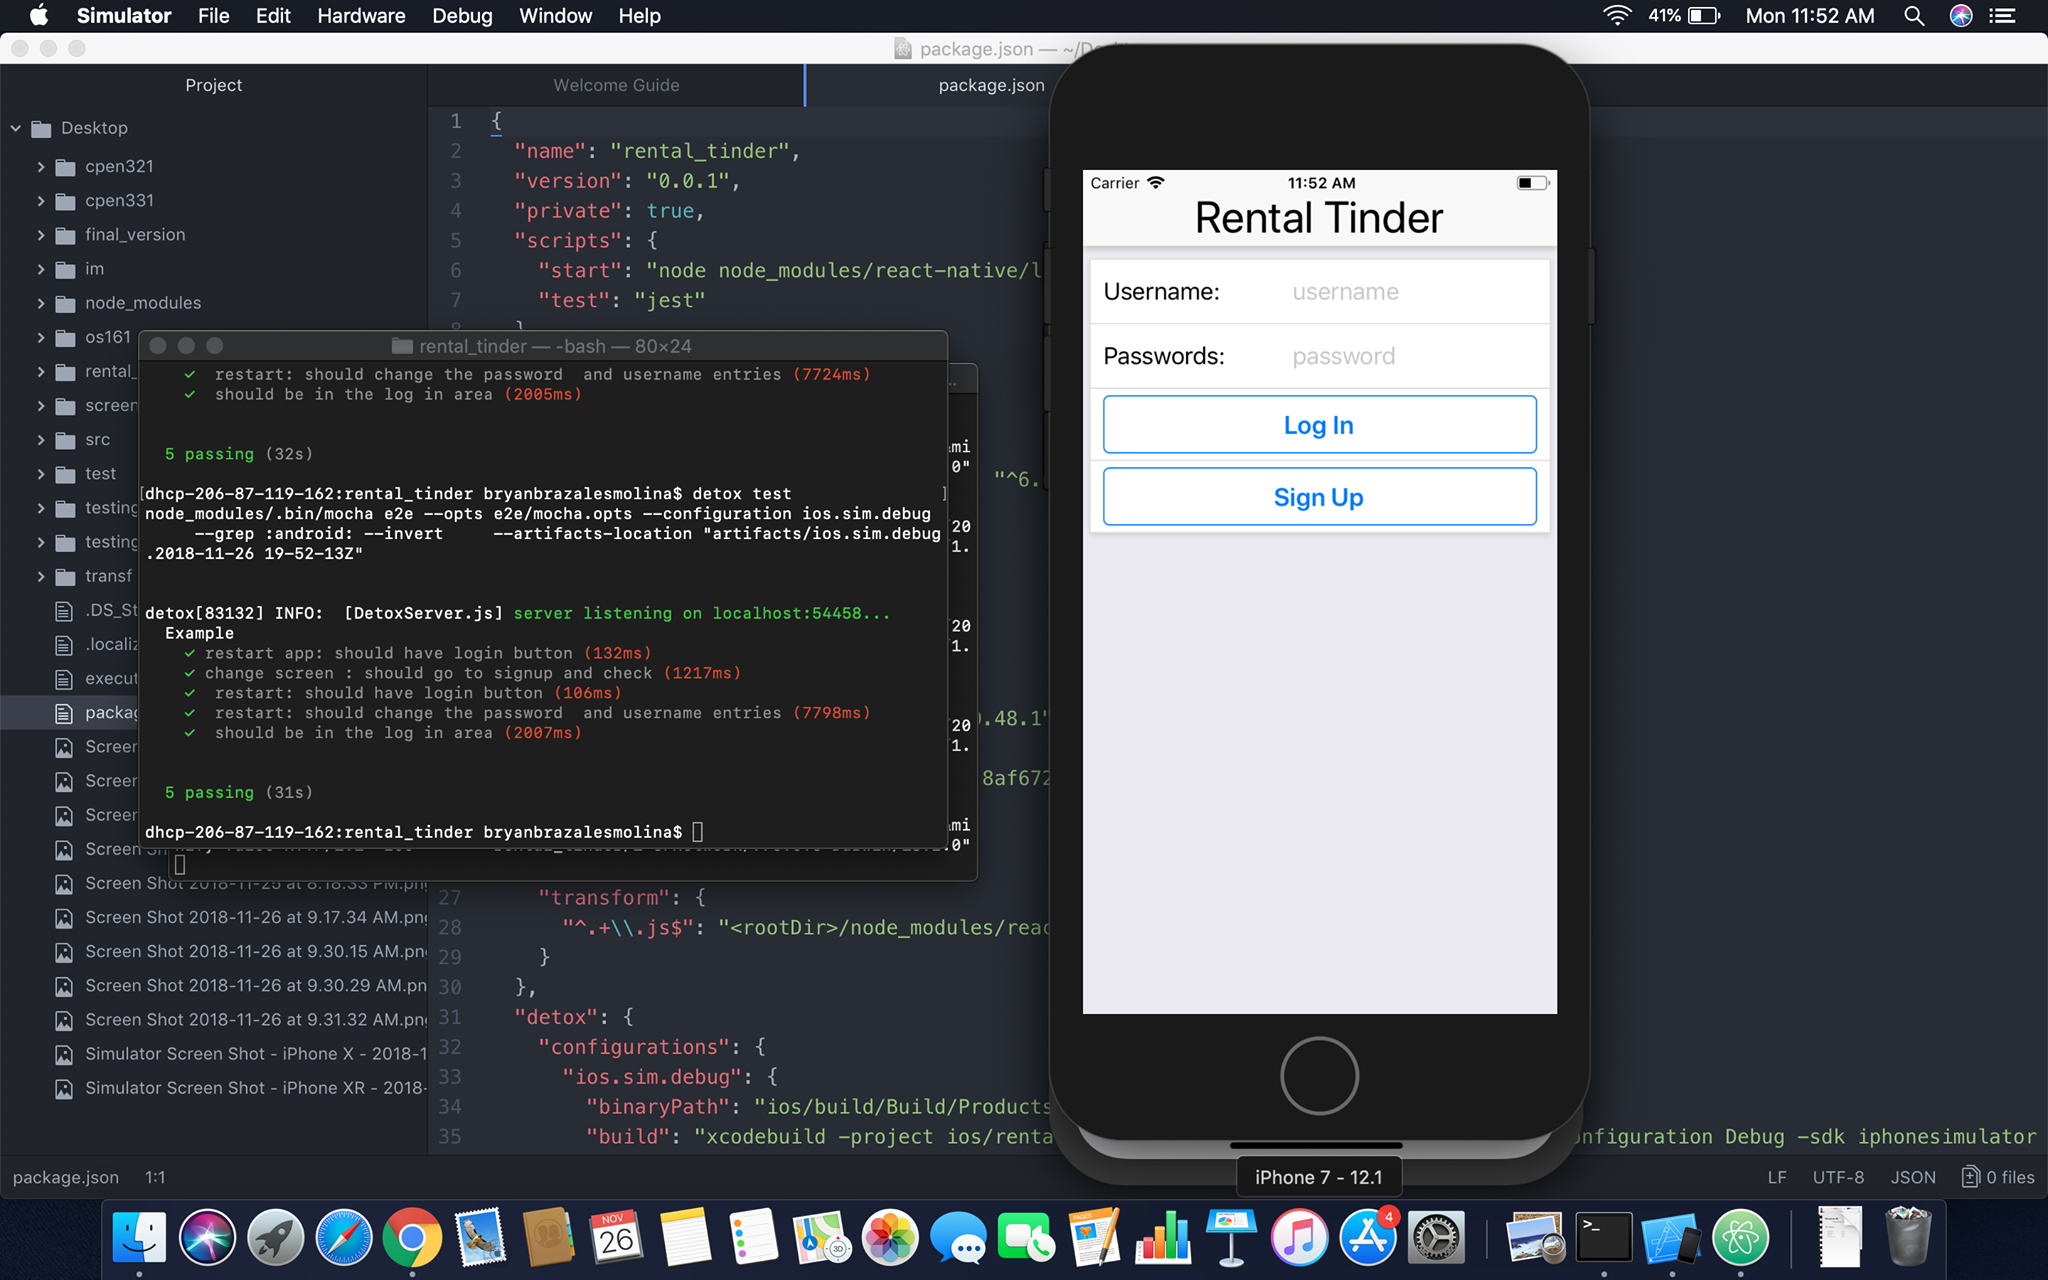 Simulator File Edit Hardware Debug Window Help 41% Mon 11:52 AM
package.json — ~/Desktop
Project
Welcome Guide
package.json
Desktop
cpen321
cpen331
final_version
im
node_modules
os161
rental_
screen
src
test
testing
testing
transf
.DS_St
.localiz
execut
packag
Screen
Screen
Screen
Screen Sh
Screen Shot 2018-11-25 at 8.18.33 PM.png
Screen Shot 2018-11-26 at 9.17.34 AM.png
Screen Shot 2018-11-26 at 9.30.15 AM.png
Screen Shot 2018-11-26 at 9.30.29 AM.pn
Screen Shot 2018-11-26 at 9.31.32 AM.png
Simulator Screen Shot - iPhone X - 2018-1
Simulator Screen Shot - iPhone XR - 2018-
1 {
2 "name": "rental_tinder",
3 "version": "0.0.1",
4 "private": true,
5 "scripts": {
6 "start": "node node_modules/react-native/l
7 "test": "jest"
8 },
"^6.
.48.1"
8af672
27 "transform": {
28 "^.+\\.js$": "<rootDir>/node_modules/reac
29 }
30 },
31 "detox": {
32 "configurations": {
33 "ios.sim.debug": {
34 "binaryPath": "ios/build/Build/Products
35 "build": "xcodebuild -project ios/renta
nfiguration Debug -sdk iphonesimulator
rental_tinder — -bash — 80×24
✓ restart: should change the password and username entries (7724ms)
✓ should be in the log in area (2005ms)
5 passing (32s)
[dhcp-206-87-119-162:rental_tinder bryanbrazalesmolina$ detox test ]
node_modules/.bin/mocha e2e --opts e2e/mocha.opts --configuration ios.sim.debug
--grep :android: --invert --artifacts-location "artifacts/ios.sim.debug
.2018-11-26 19-52-13Z"
detox[83132] INFO: [DetoxServer.js] server listening on localhost:54458...
Example
✓ restart app: should have login button (132ms)
✓ change screen : should go to signup and check (1217ms)
✓ restart: should have login button (106ms)
✓ restart: should change the password and username entries (7798ms)
✓ should be in the log in area (2007ms)
5 passing (31s)
dhcp-206-87-119-162:rental_tinder bryanbrazalesmolina$
mi
0"
20
1.
20
1.
20
1.
mi
.0"
Carrier 11:52 AM
Rental Tinder
Username: username
Passwords: password
Log In
Sign Up
iPhone 7 - 12.1
package.json 1:1
LF UTF-8 JSON 0 files
NOV
26
PAGES
3D
4
>_